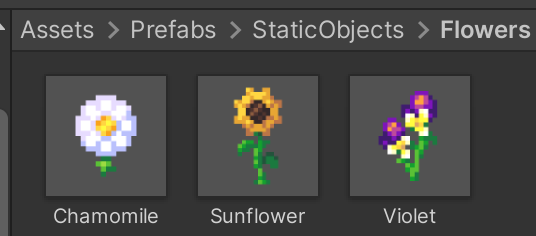 Assets > Prefabs > StaticObjects > Flowers
Chamomile Sunflower Violet